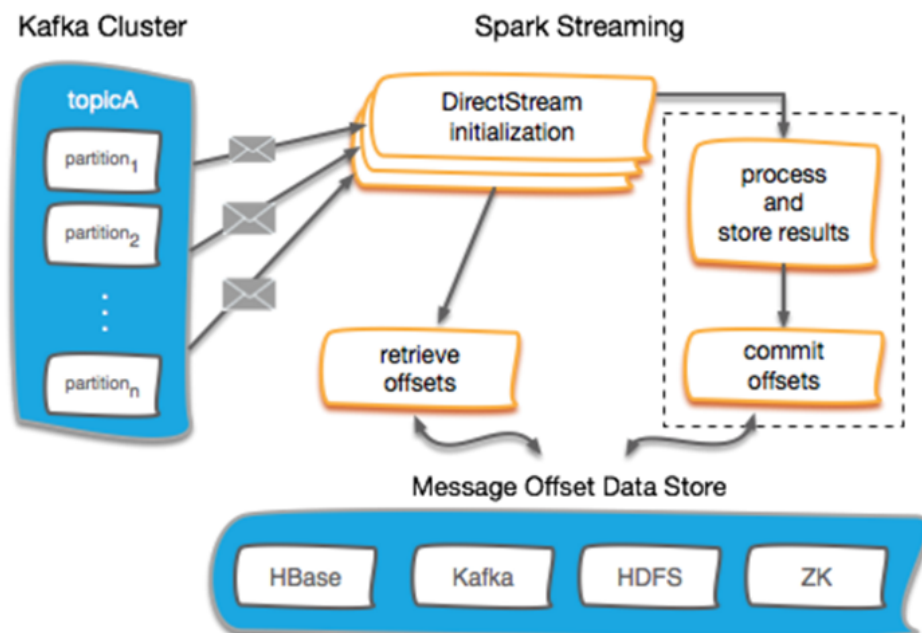 Kafka Cluster
Spark Streaming
topicA
partition1
partition2
partitionn
DirectStream
initialization
process
and
store results
retrieve
offsets
commit
offsets
Message Offset Data Store
HBase
Kafka
HDFS
ZK